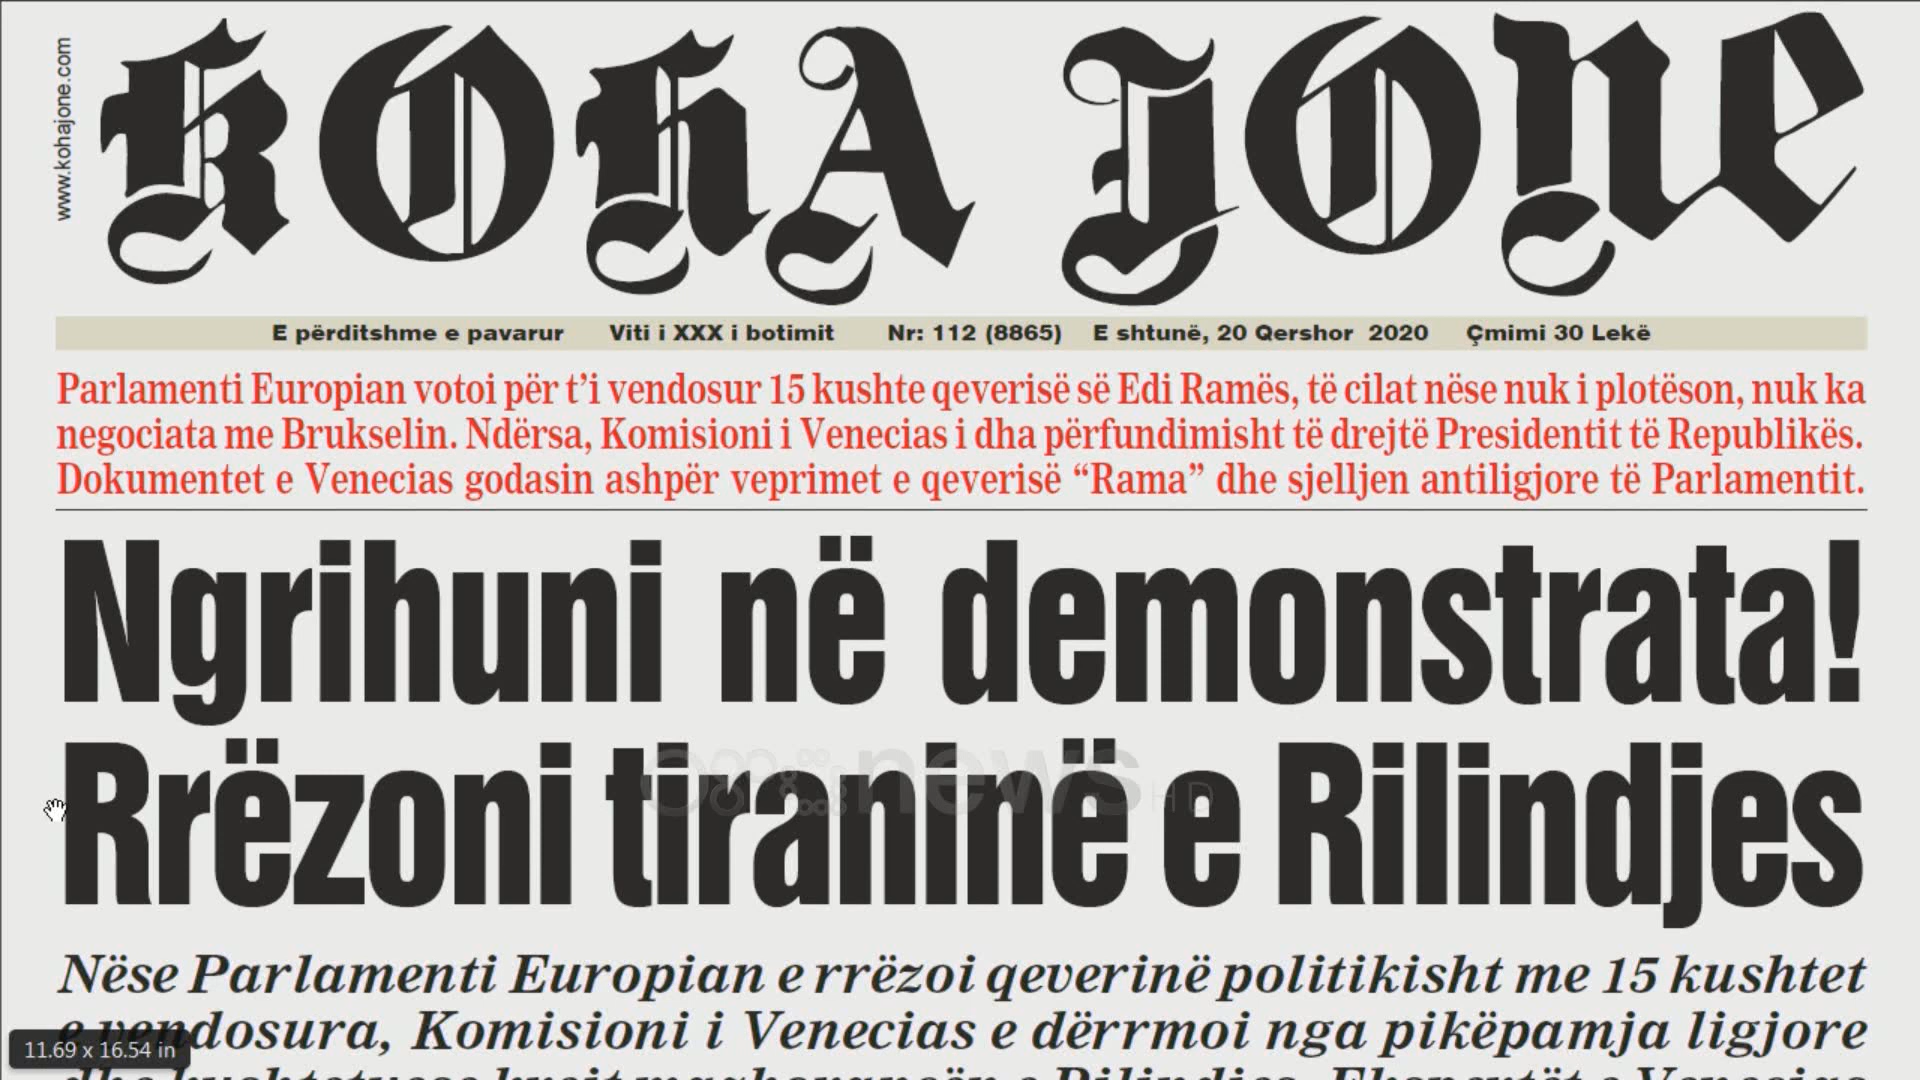 www.kohajone.com
KOHA JONE
E përditshme e pavarur Viti i XXX i botimit Nr: 112 (8865) E shtunë, 20 Qershor 2020 Çmimi 30 Lekë
Parlamenti Europian votoi për t’i vendosur 15 kushte qeverisë së Edi Ramës, të cilat nëse nuk i plotëson, nuk ka
negociata me Brukselin. Ndërsa, Komisioni i Venecias i dha përfundimisht të drejtë Presidentit të Republikës.
Dokumentet e Venecias godasin ashpër veprimet e qeverisë “Rama” dhe sjelljen antiligjore të Parlamentit.
Ngrihuni në demonstrata!
Rrëzoni tiraninë e Rilindjes
news HD
Nëse Parlamenti Europian e rrëzoi qeverinë politikisht me 15 kushtet
e vendosura, Komisioni i Venecias e dërrmoi nga pikëpamja ligjore
11.69 x 16.54 in